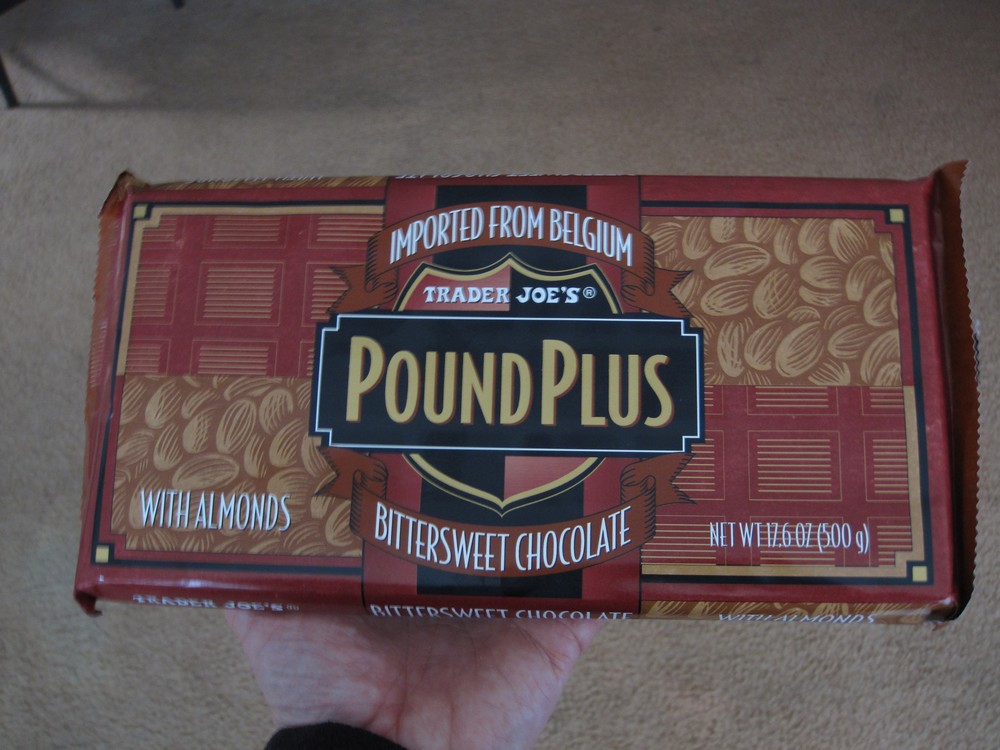 IMPORTED FROM BELGIUM
TRADER JOE'S®
POUND PLUS
WITH ALMONDS
BITTERSWEET CHOCOLATE
NET WT 17.6 OZ (500 g)
TRADER JOE'S
BITTERSWEET CHOCOLATE
WITH ALMONDS